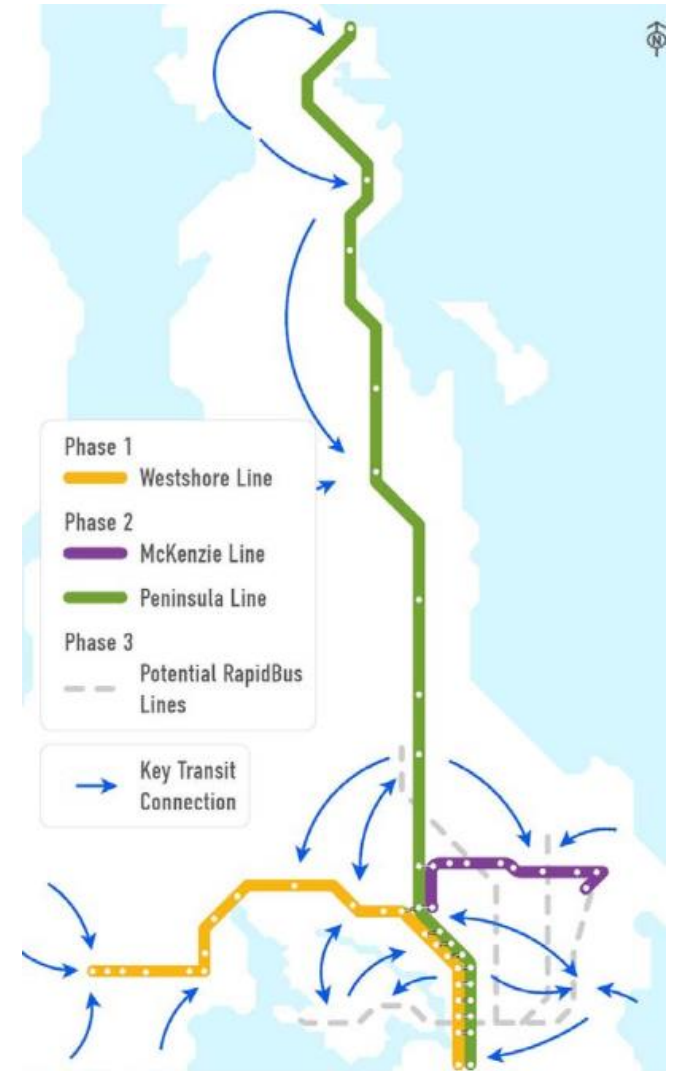 N
Phase 1
Westshore Line
Phase 2
McKenzie Line
Peninsula Line
Phase 3
Potential RapidBus
Lines
Key Transit
Connection